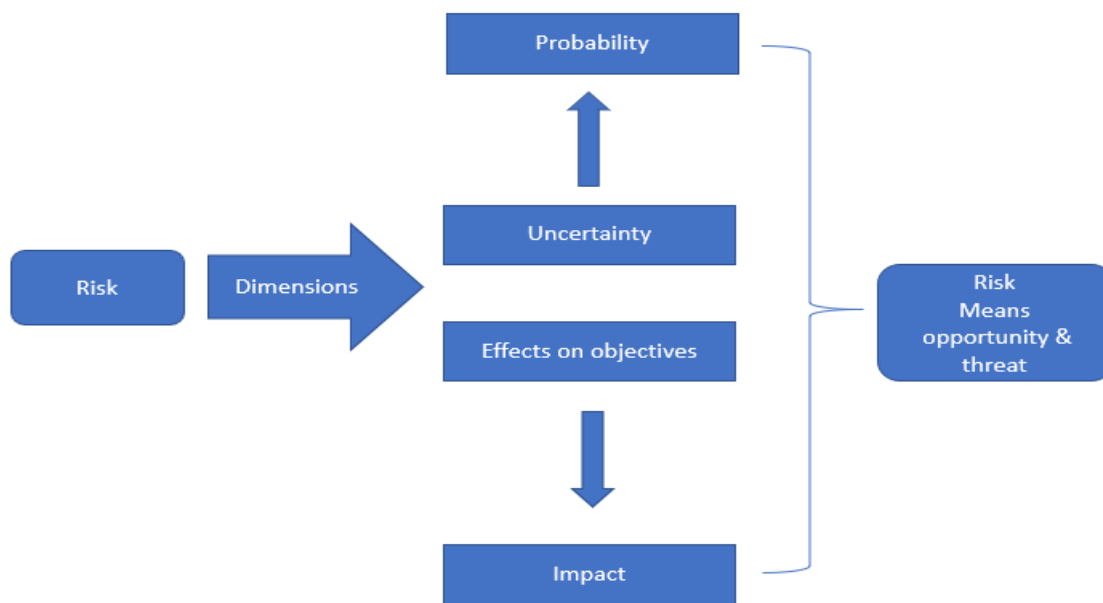 Probability
Uncertainty
Risk
Dimensions
Effects on objectives
Impact
Risk
Means
opportunity &
threat